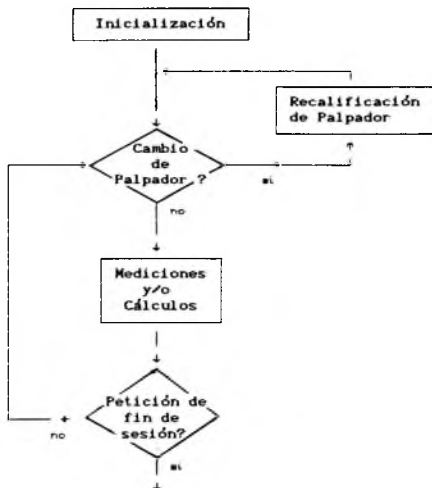 Inicialización
Recalificación
de Palpador
Cambio
de
Palpador ?
si
no
Mediciones
y/o
Cálculos
Petición de
fin de
sesión?
no
si